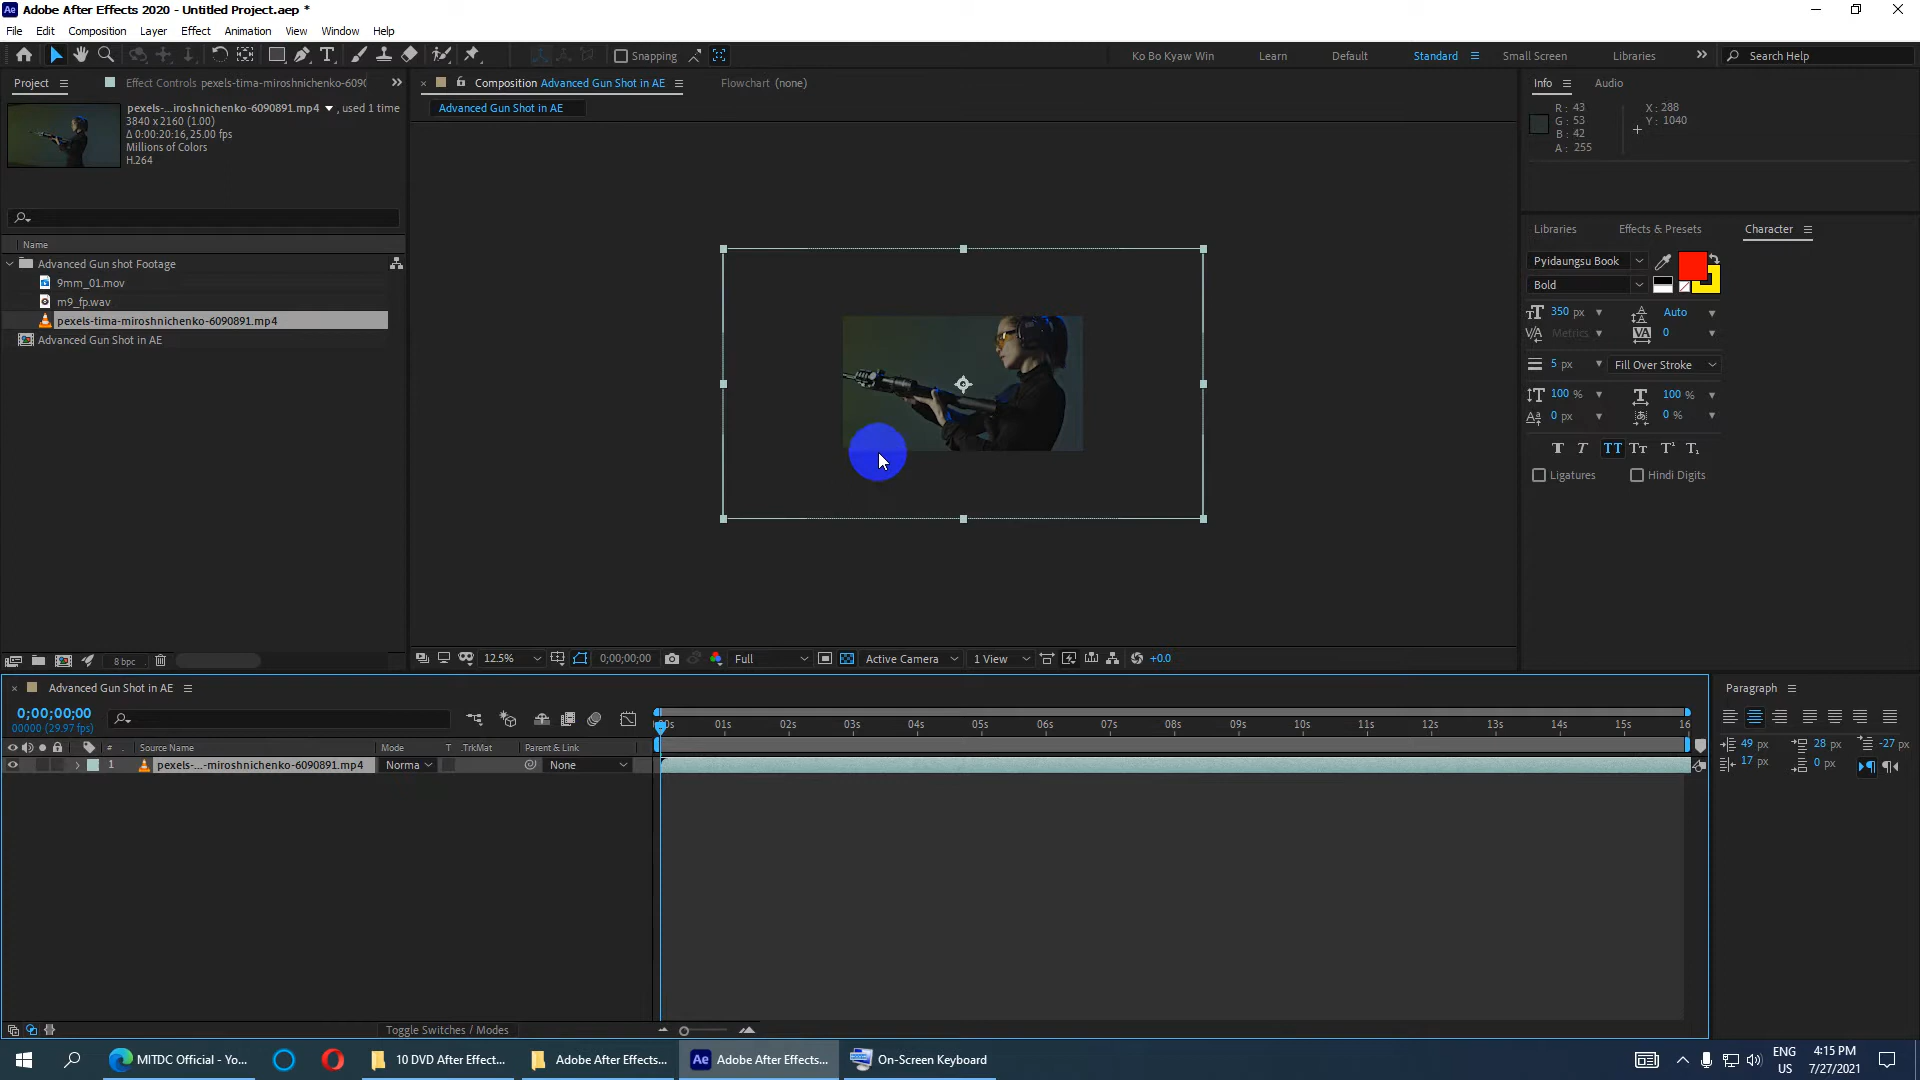 Adobe After Effects 2020 - Untitled Project.aep *
File Edit Composition Layer Effect Animation View Window Help
Snapping
Ko Bo Kyaw Win Learn Default Standard Small Screen Libraries Search Help
Project Effect Controls pexels-tima-miroshnichenko-6090
Composition Advanced Gun Shot in AE Flowchart (none)
Advanced Gun Shot in AE
pexels-...iroshnichenko-6090891.mp4 , used 1 time
3840 x 2160 (1.00)
Δ 0:00:20:16, 25.00 fps
Millions of Colors
H.264
Name
Advanced Gun shot Footage
9mm_01.mov
m9_fp.wav
pexels-tima-miroshnichenko-6090891.mp4
Advanced Gun Shot in AE
8 bpc
12.5% 0;00;00;00 Full Active Camera 1 View +0.0
Info Audio
R : 43 X : 288
G : 53 Y : 1040
B : 42
A : 255
Libraries Effects & Presets Character
Pyidaungsu Book
Bold
350 px Auto
Metrics 0
5 px Fill Over Stroke
100 % 100 %
0 px 0 %
T T TT Tт T¹ T₁
Ligatures Hindi Digits
Advanced Gun Shot in AE
0;00;00;00
00000 (29.97 fps)
00s 01s 02s 03s 04s 05s 06s 07s 08s 09s 10s 11s 12s 13s 14s 15s 16
# Source Name Mode T .TrkMat Parent & Link
1 pexels-...-miroshnichenko-6090891.mp4 Norma None
Toggle Switches / Modes
Paragraph
49 px 28 px -27 px
17 px 0 px
MITDC Official - Yo... 10 DVD After Effect... Adobe After Effects... Adobe After Effects... On-Screen Keyboard
ENG
US
4:15 PM
7/27/2021